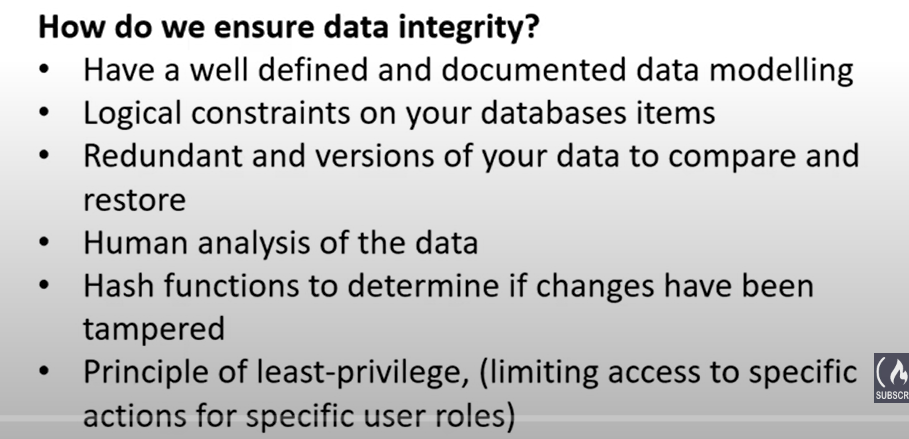 How do we ensure data integrity?
• Have a well defined and documented data modelling
• Logical constraints on your databases items
• Redundant and versions of your data to compare and
restore
• Human analysis of the data
• Hash functions to determine if changes have been
tampered
• Principle of least-privilege, (limiting access to specific
actions for specific user roles)
SUBSCR